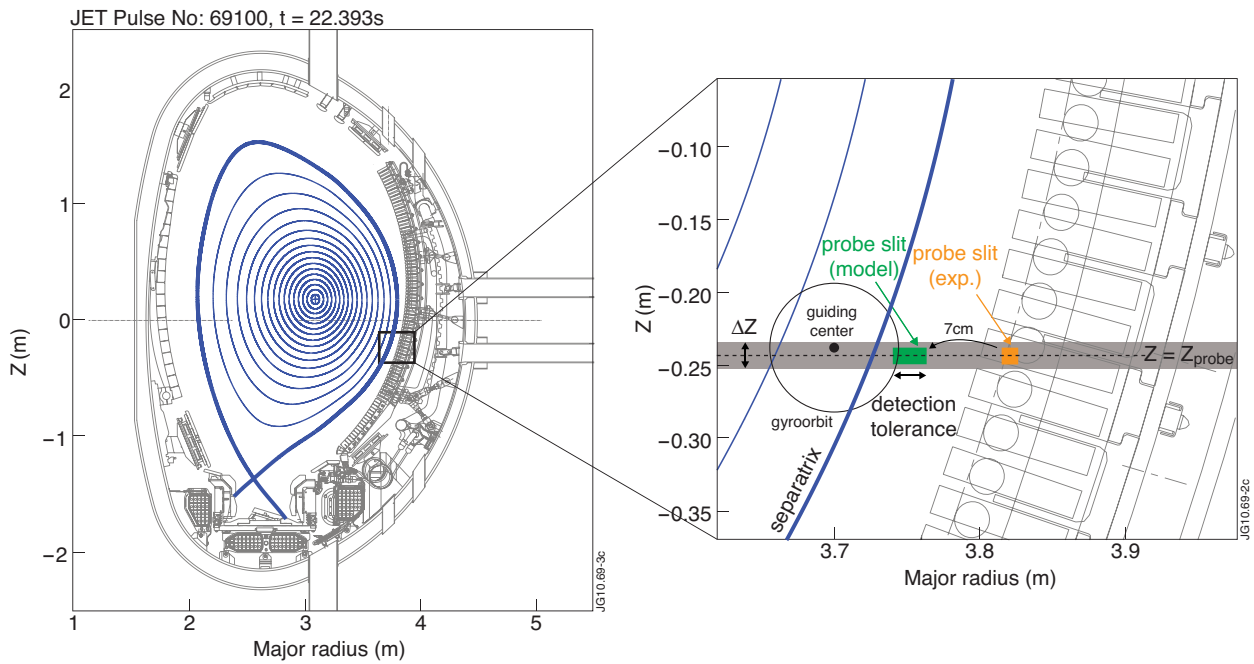 JET Pulse No: 69100, t = 22.393s
2
1
0
−1
−2
Z (m)
1
2
3
4
5
Major radius (m)
JG10.69-3c
−0.10
−0.15
−0.20
−0.25
−0.30
−0.35
Z (m)
probe slit
(model)
probe slit
(exp.)
guiding
center
7cm
ΔZ
Z = Zprobe
detection
tolerance
gyroorbit
separatrix
3.7
3.8
3.9
Major radius (m)
JG10.69-2c